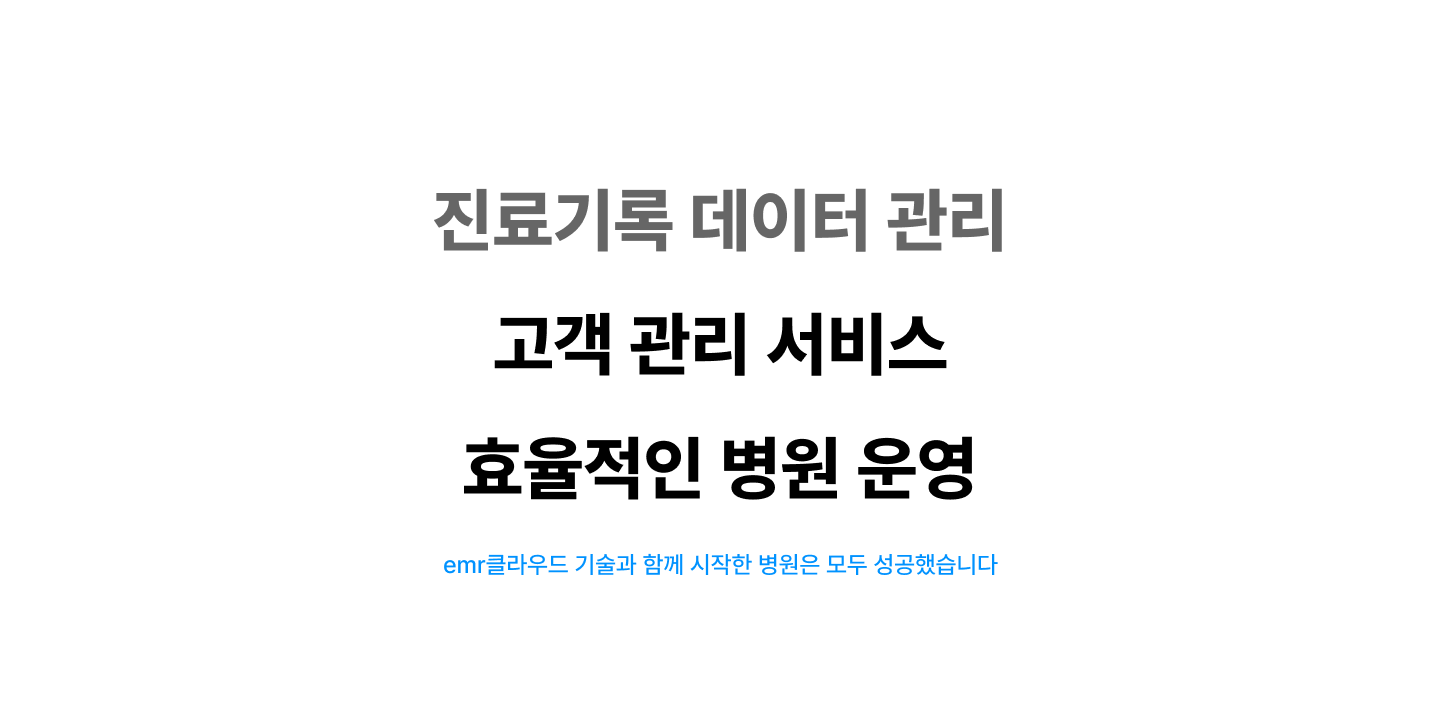 진료기록 데이터 관리
고객 관리 서비스
효율적인 병원 운영
emr클라우드 기술과 함께 시작한 병원은 모두 성공했습니다